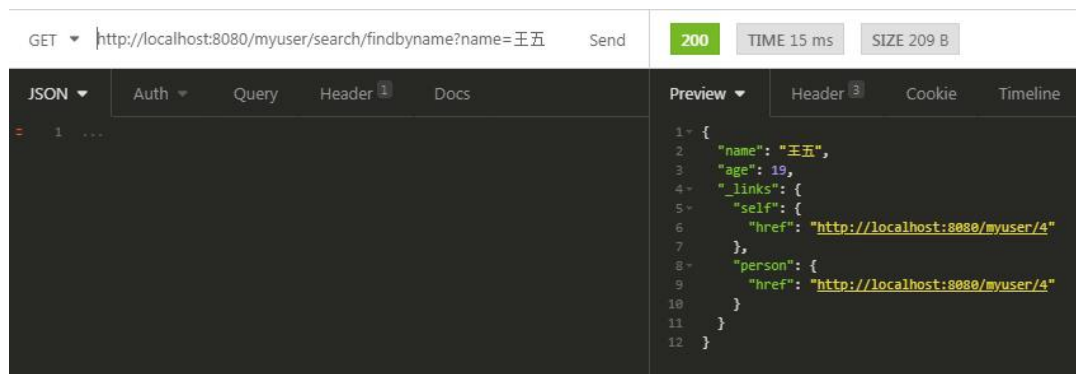 GET http://localhost:8080/myuser/search/findbyname?name=王五 Send
200 TIME 15 ms SIZE 209 B
JSON Auth Query Header 1 Docs
Preview Header 3 Cookie Timeline
1 ...
1 {
2 "name": "王五",
3 "age": 19,
4 "_links": {
5 "self": {
6 "href": "http://localhost:8080/myuser/4"
7 },
8 "person": {
9 "href": "http://localhost:8080/myuser/4"
10 }
11 }
12 }